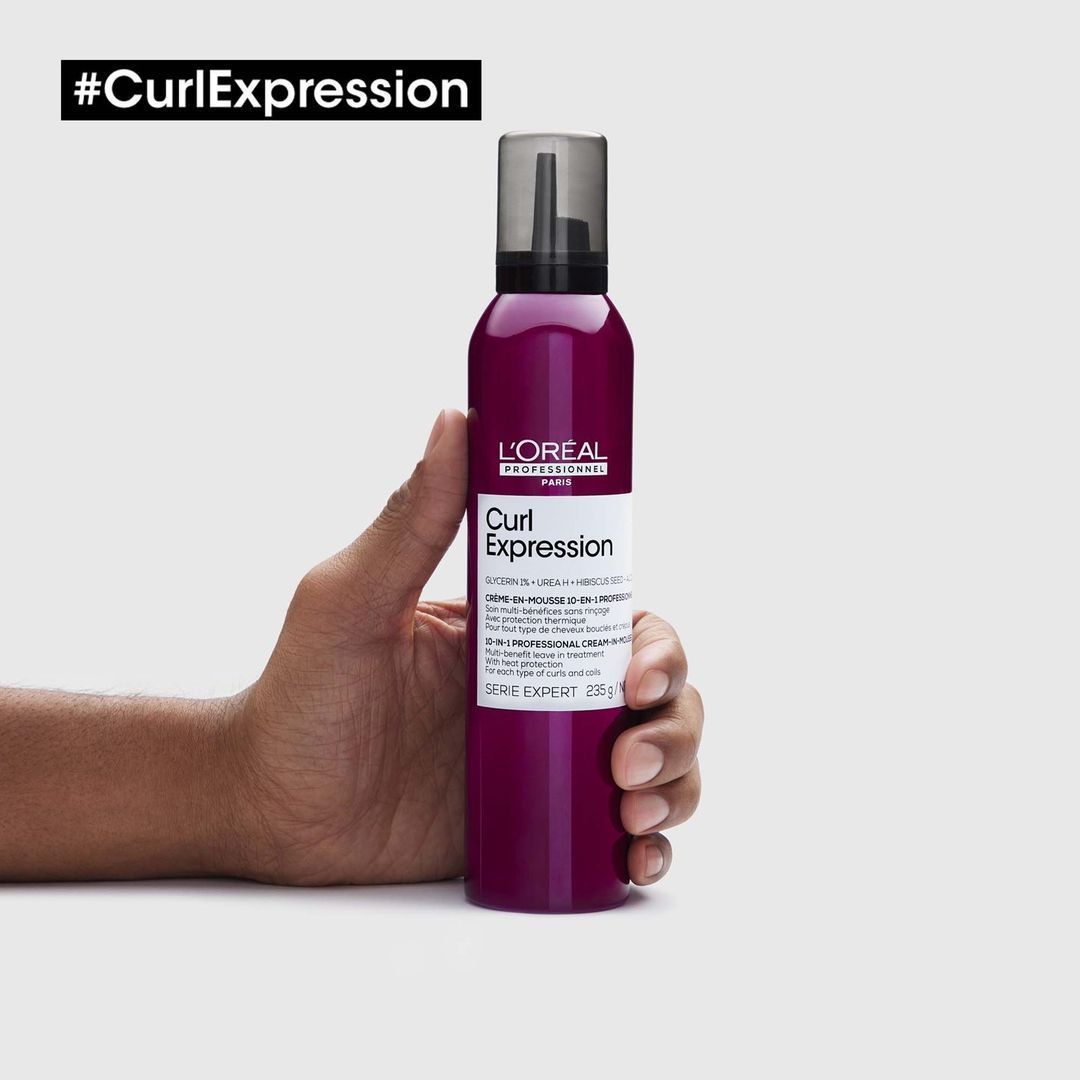 #CurlExpression
L'ORÉAL
PROFESSIONNEL
PARIS
Curl
Expression
GLYCERIN 1% + UREA H + HIBISCUS SEED -
CRÈME-EN-MOUSSE 10-EN-1
Soin multi-bénéfices sans rinçage
Avec protection thermique
Pour tout type de cheveux bouclés et
10-IN-1 PROFESSIONAL CREAM-IN-
Multi-benefit leave in treatment
With heat protection
For each type of curls and coils
SERIE EXPERT 235 g /